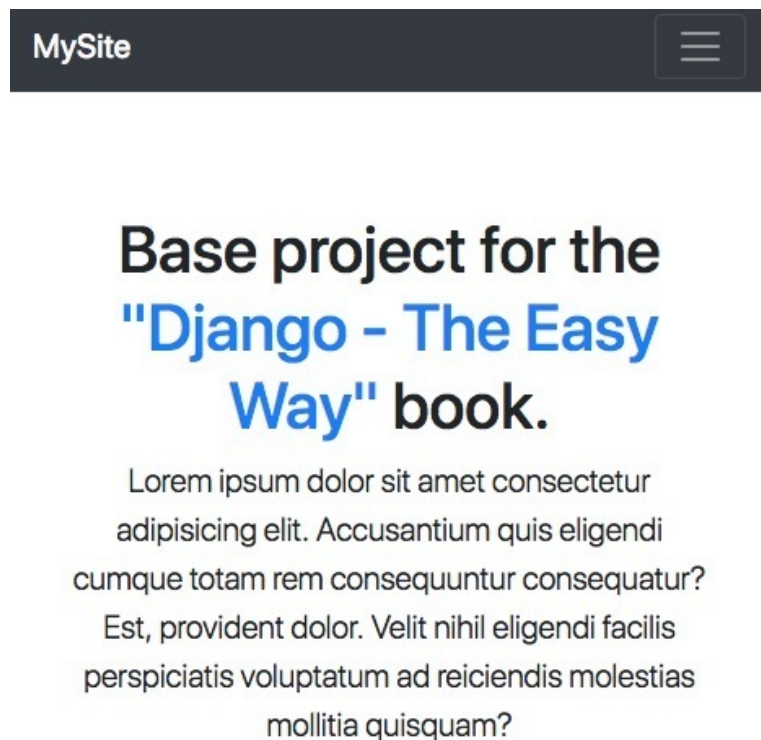 MySite
Base project for the
"Django - The Easy
Way" book.
Lorem ipsum dolor sit amet consectetur
adipisicing elit. Accusantium quis eligendi
cumque totam rem consequuntur consequatur?
Est, provident dolor. Velit nihil eligendi facilis
perspiciatis voluptatum ad reiciendis molestias
mollitia quisquam?